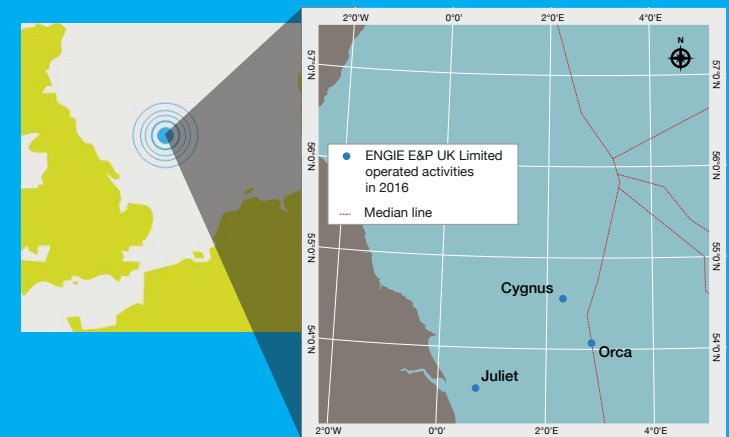 2°0'W 0'0' 2°0'E 4°0'E
N
57°0'N 57°0'N
56°0'N 56°0'N
ENGIE E&P UK Limited
operated activities
in 2016
Median line
55°0'N 55°0'N
Cygnus
54°0'N 54°0'N
Orca
Juliet
2°0'W 0'0' 2°0'E 4°0'E